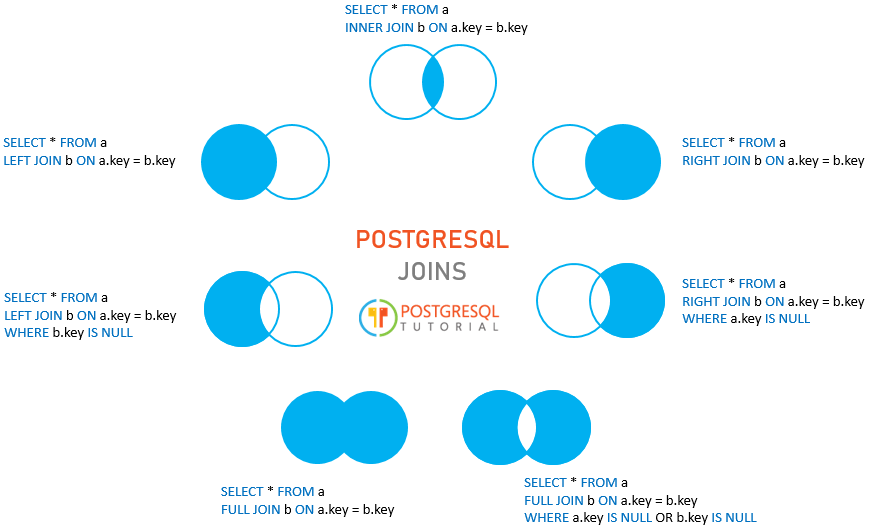 SELECT * FROM a
INNER JOIN b ON a.key = b.key
SELECT * FROM a
LEFT JOIN b ON a.key = b.key
SELECT * FROM a
RIGHT JOIN b ON a.key = b.key
POSTGRESQL
JOINS
POSTGRESQL
TUTORIAL
SELECT * FROM a
LEFT JOIN b ON a.key = b.key
WHERE b.key IS NULL
SELECT * FROM a
RIGHT JOIN b ON a.key = b.key
WHERE a.key IS NULL
SELECT * FROM a
FULL JOIN b ON a.key = b.key
SELECT * FROM a
FULL JOIN b ON a.key = b.key
WHERE a.key IS NULL OR b.key IS NULL